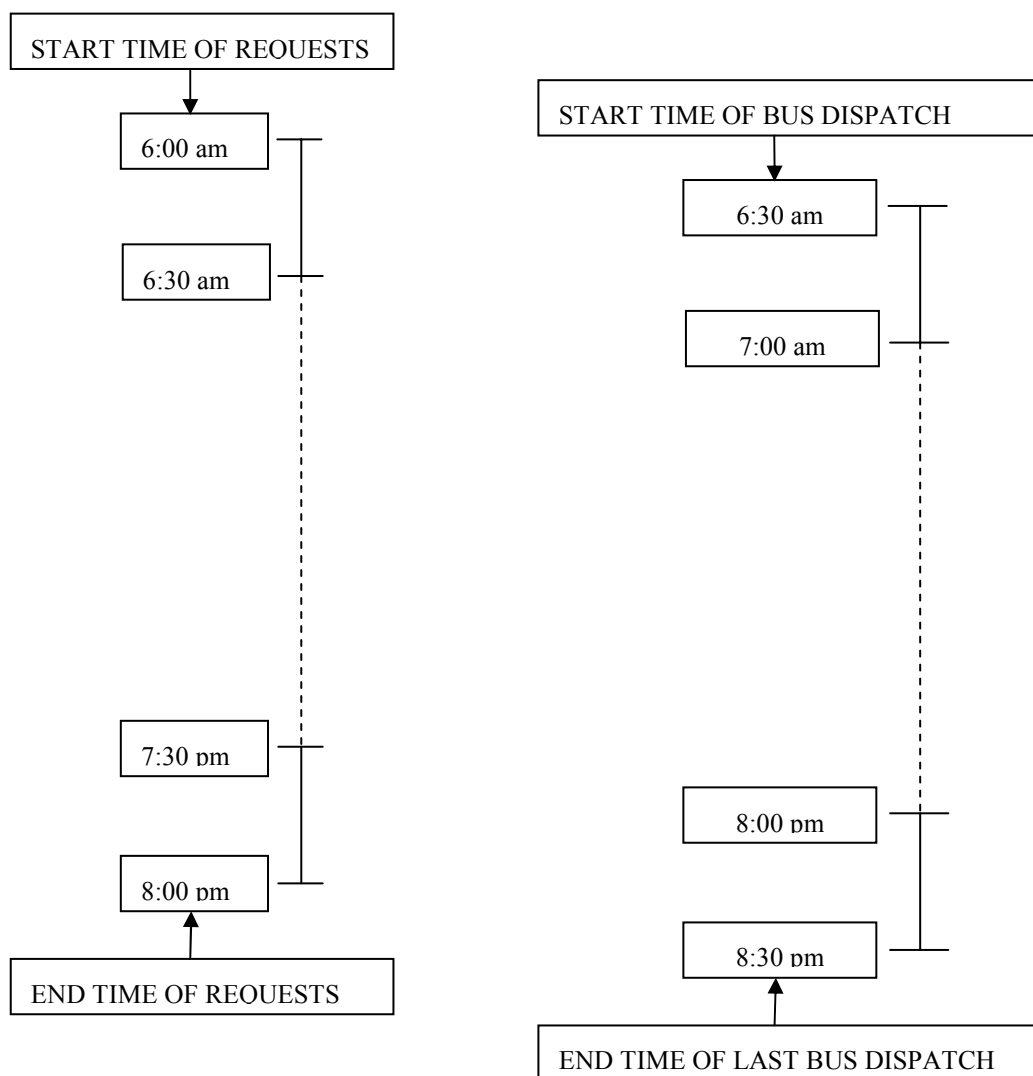 START TIME OF REQUESTS
6:00 am
6:30 am
7:30 pm
8:00 pm
END TIME OF REQUESTS
START TIME OF BUS DISPATCH
6:30 am
7:00 am
8:00 pm
8:30 pm
END TIME OF LAST BUS DISPATCH